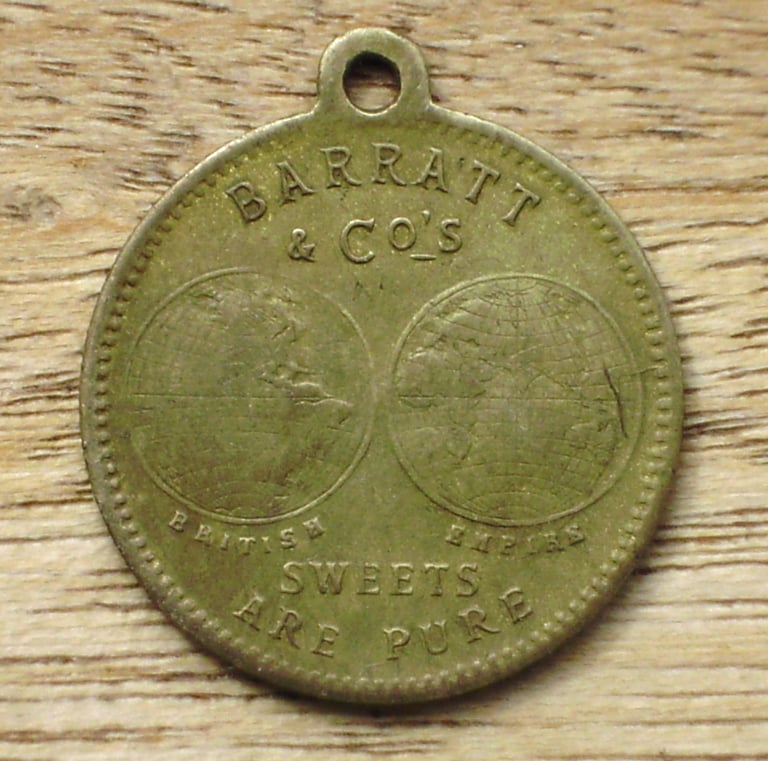 BARRATT
& Co's
BRITISH EMPIRE
SWEETS
ARE PURE